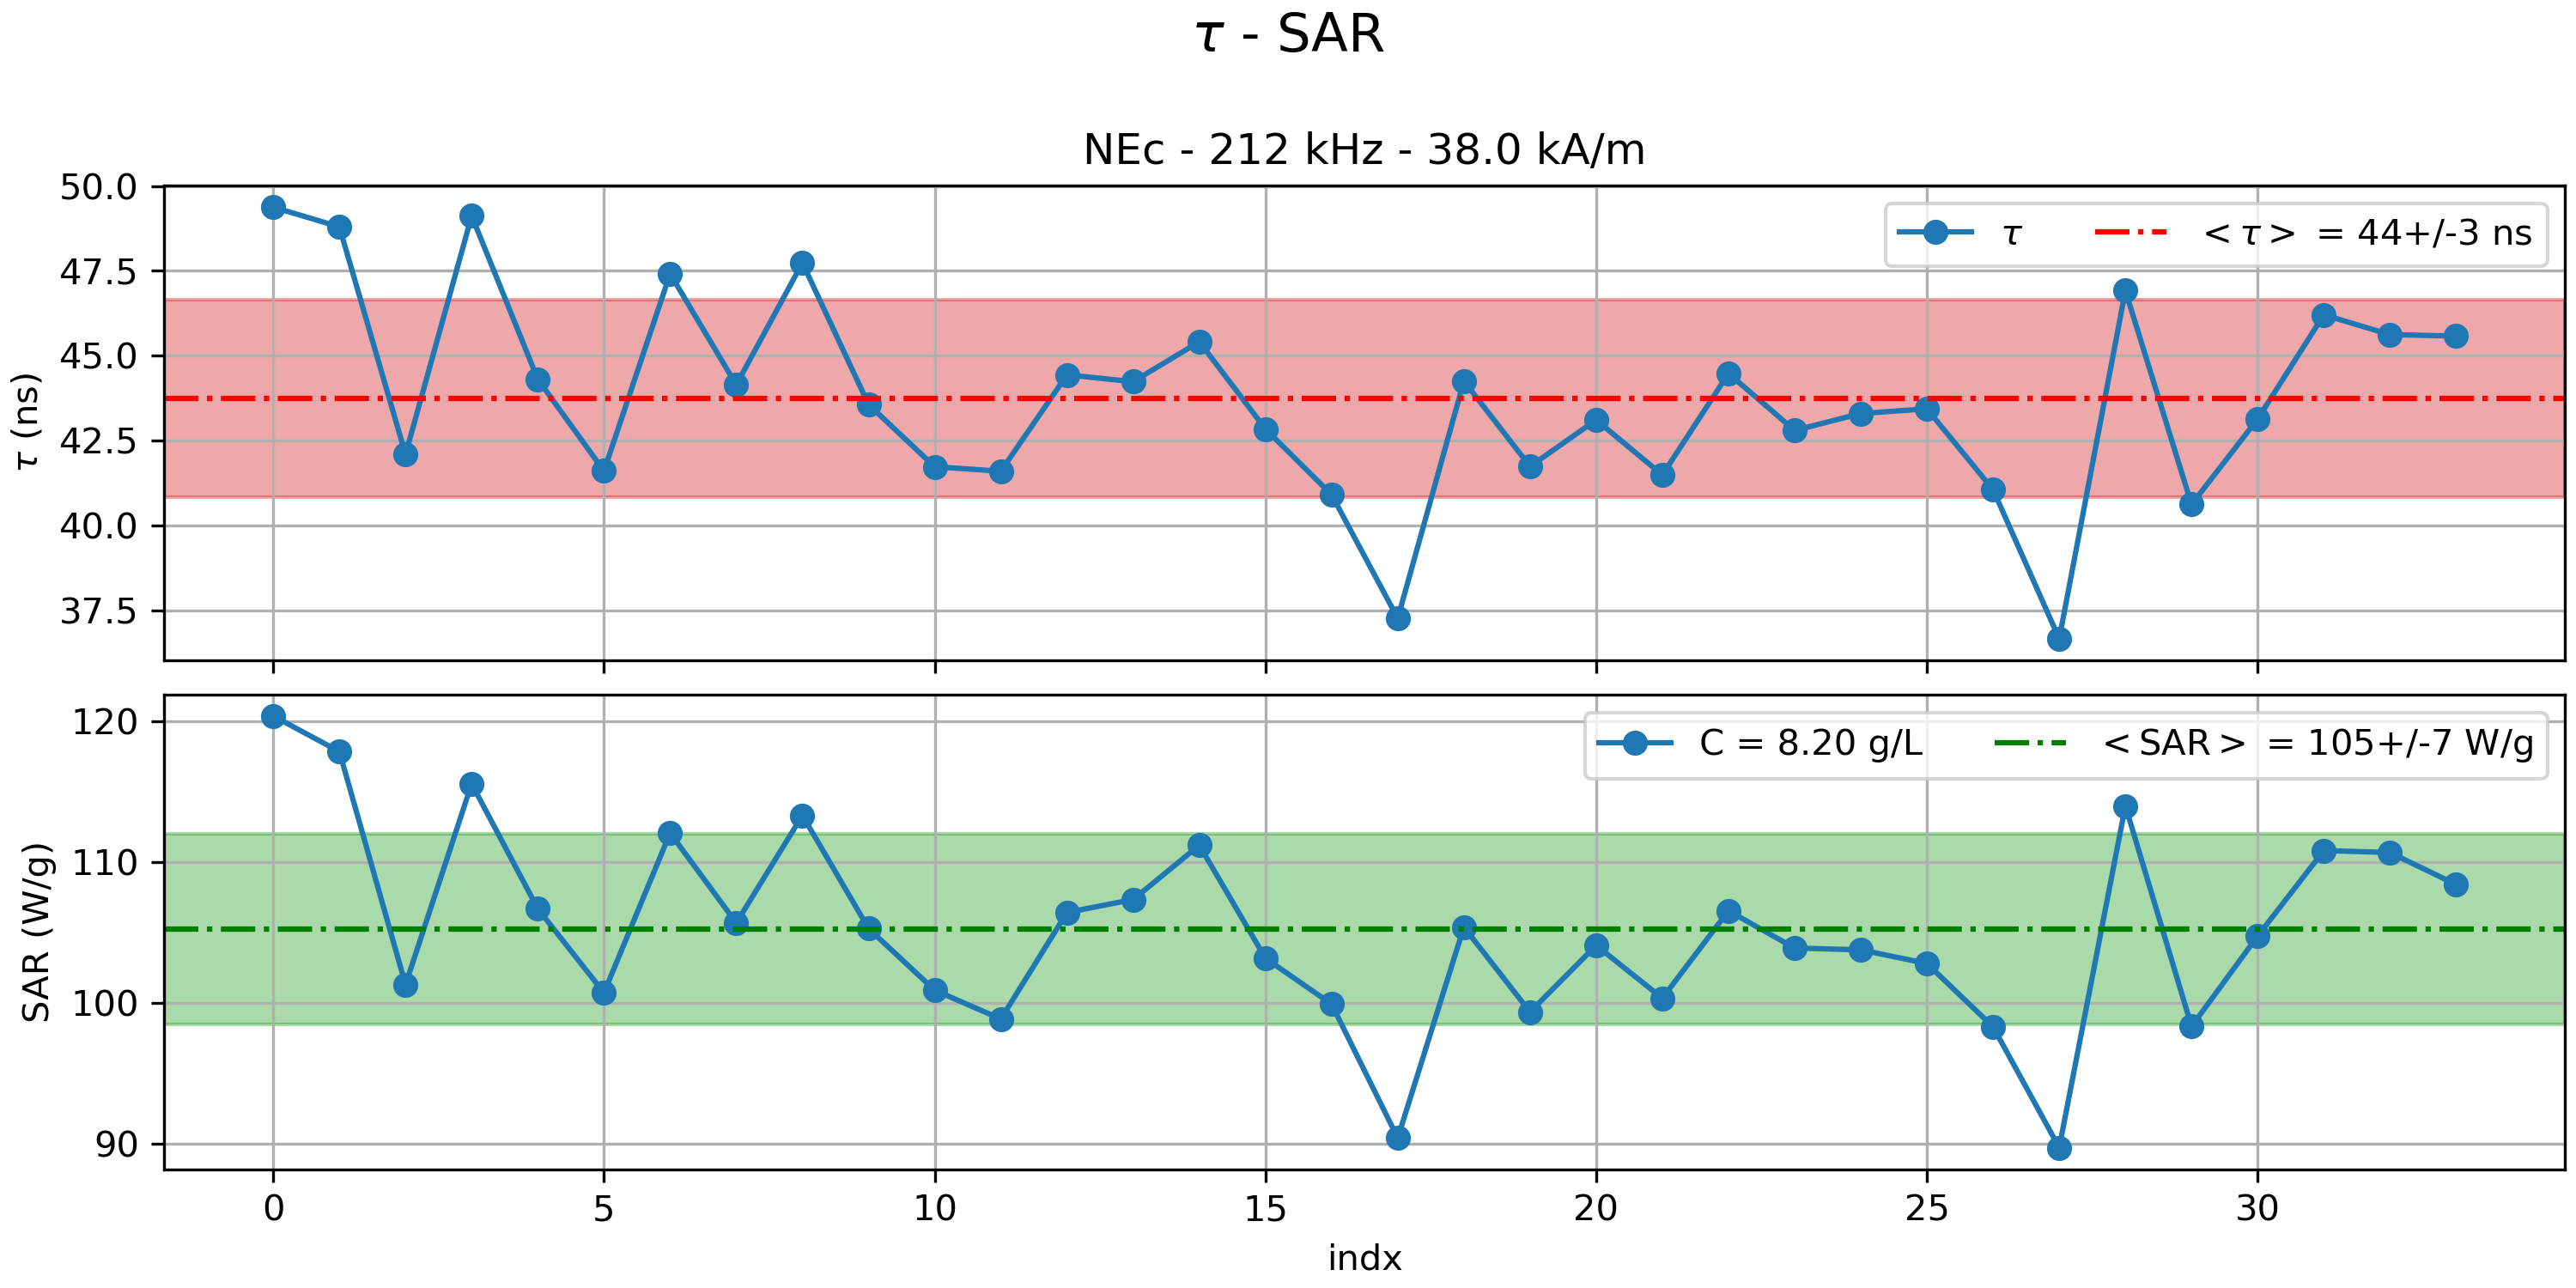 τ - SAR
NEc - 212 kHz - 38.0 kA/m
τ (ns)
50.0
47.5
45.0
42.5
40.0
37.5
τ
<τ> = 44+/-3 ns
SAR (W/g)
120
110
100
90
C = 8.20 g/L
<SAR> = 105+/-7 W/g
0 5 10 15 20 25 30
indx